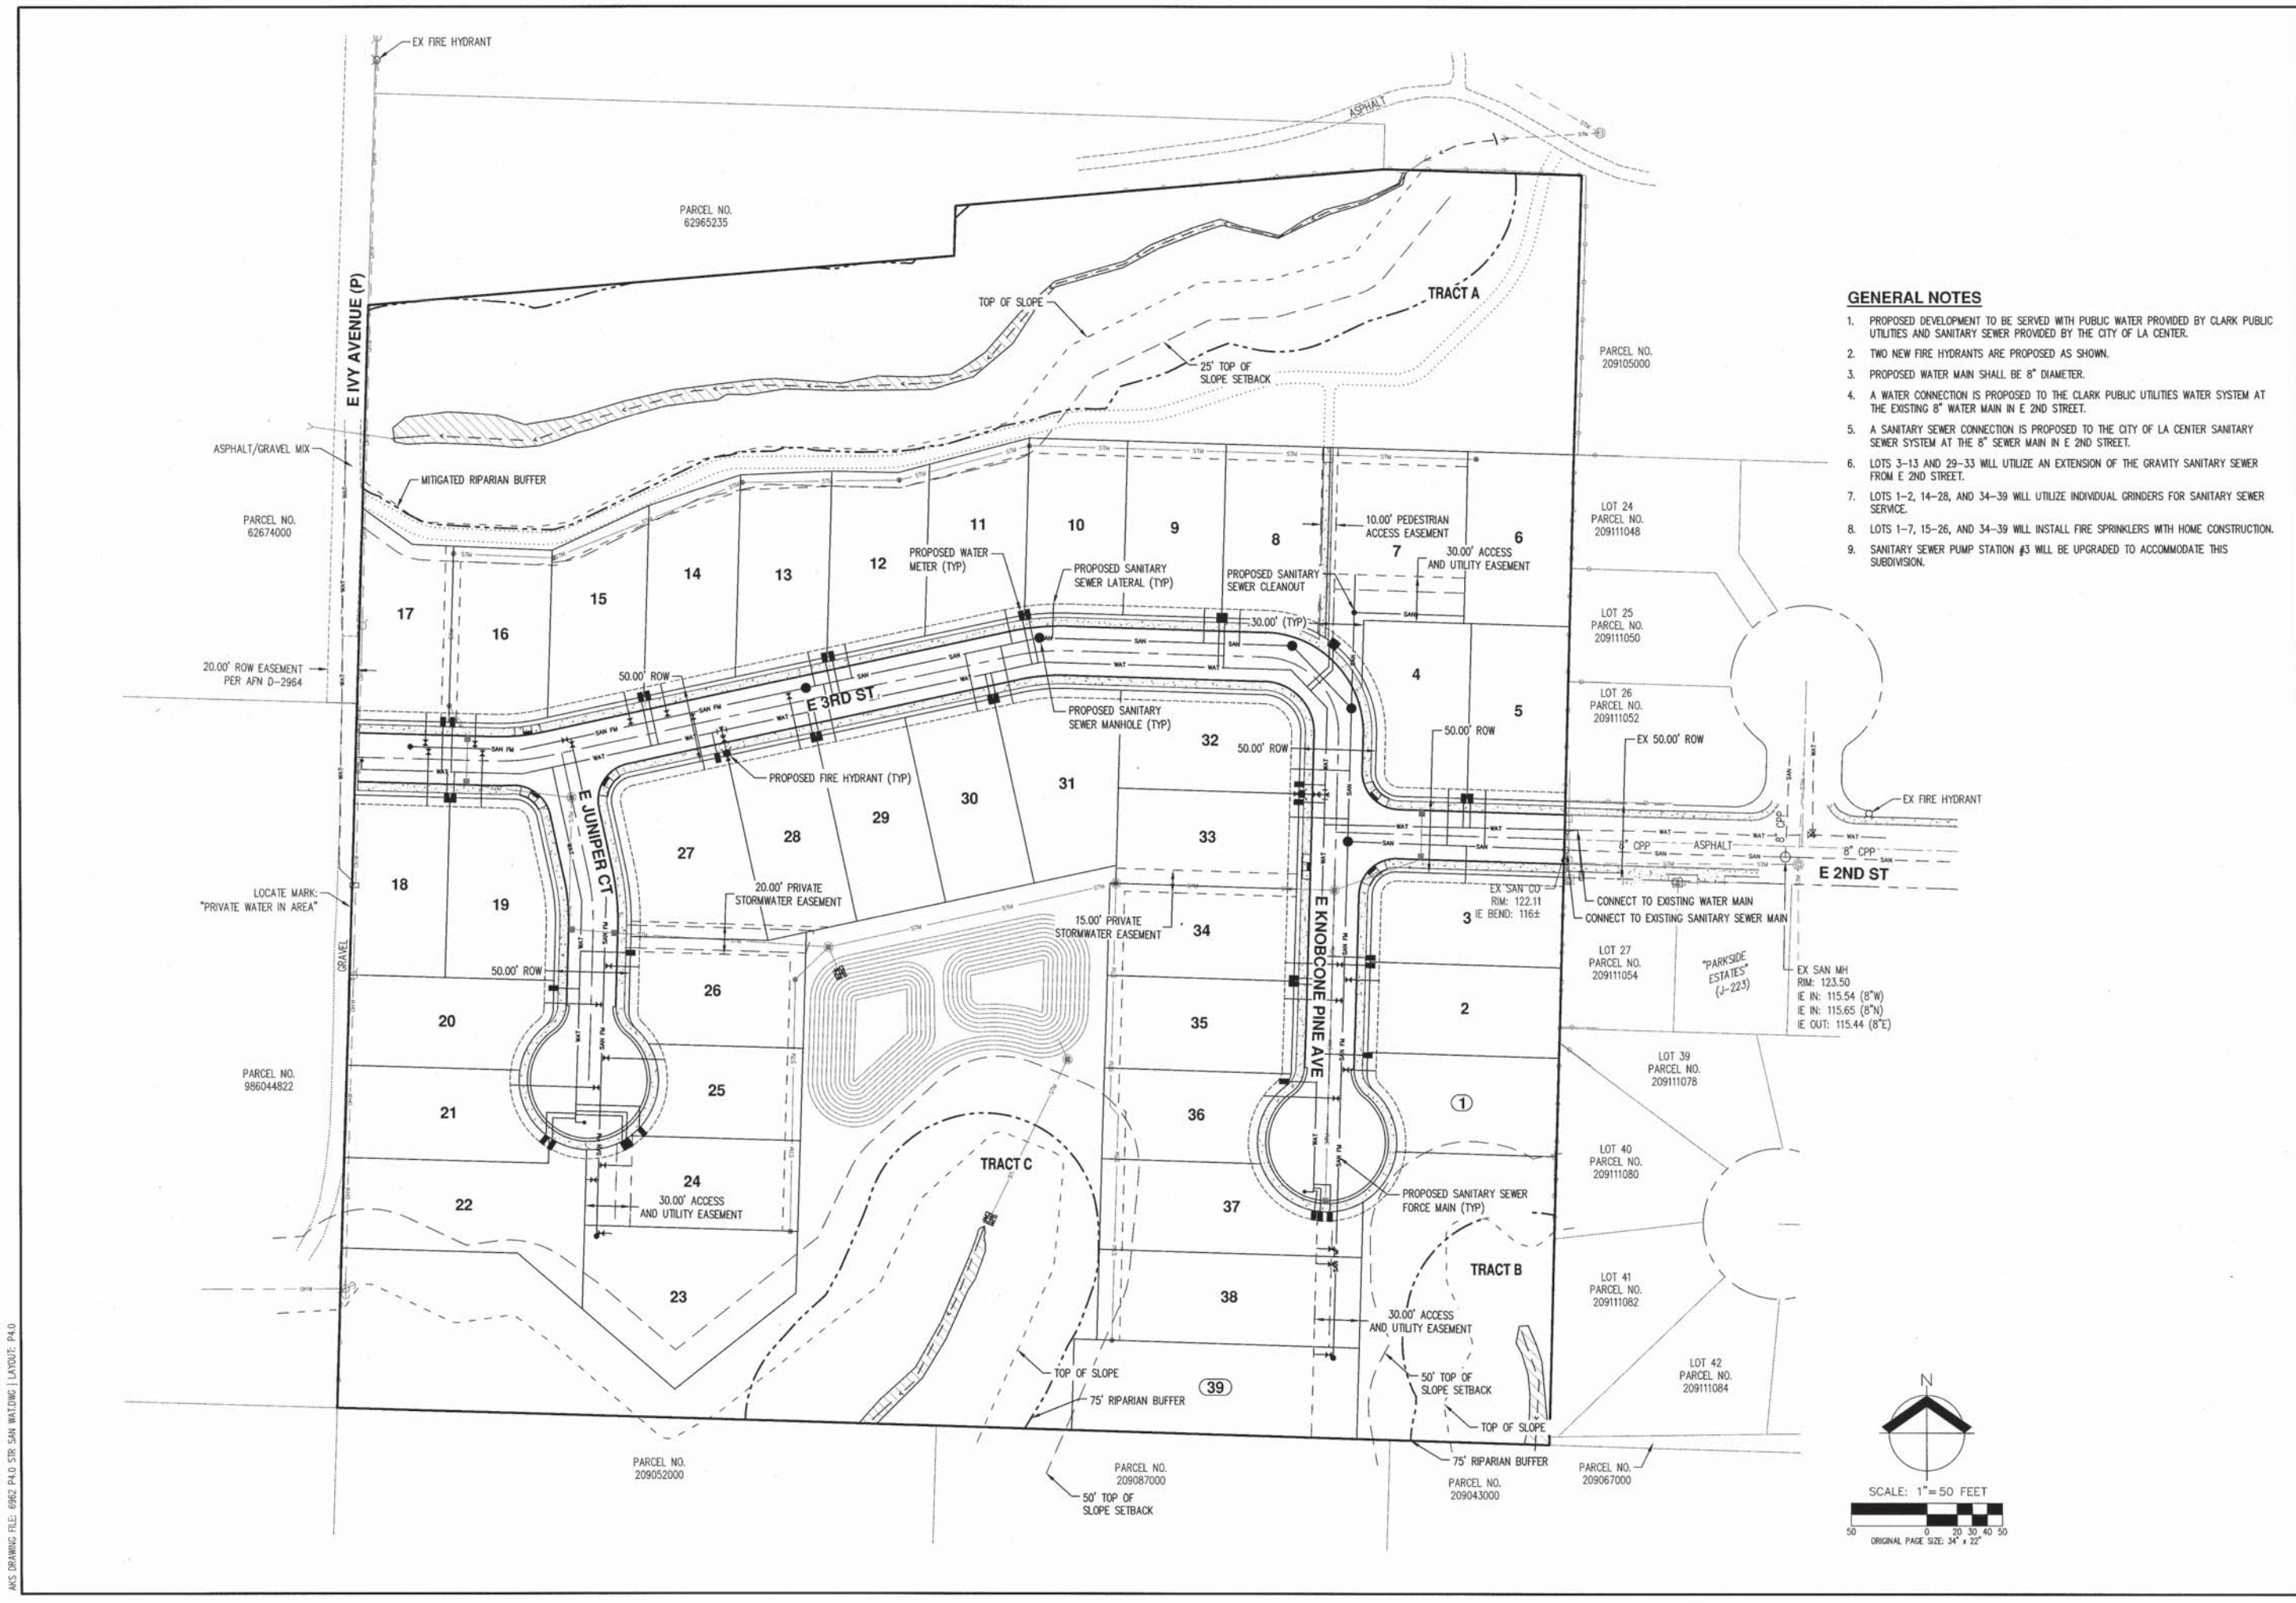 EX FIRE HYDRANT
ASPHALT
PARCEL NO.
62965235
E IVY AVENUE (P)
TOP OF SLOPE
TRACT A
25' TOP OF
SLOPE SETBACK
PARCEL NO.
209105000
GENERAL NOTES
1. PROPOSED DEVELOPMENT TO BE SERVED WITH PUBLIC WATER PROVIDED BY CLARK PUBLIC
UTILITIES AND SANITARY SEWER PROVIDED BY THE CITY OF LA CENTER.
2. TWO NEW FIRE HYDRANTS ARE PROPOSED AS SHOWN.
3. PROPOSED WATER MAIN SHALL BE 8" DIAMETER.
4. A WATER CONNECTION IS PROPOSED TO THE CLARK PUBLIC UTILITIES WATER SYSTEM AT
THE EXISTING 8" WATER MAIN IN E 2ND STREET.
5. A SANITARY SEWER CONNECTION IS PROPOSED TO THE CITY OF LA CENTER SANITARY
SEWER SYSTEM AT THE 8" SEWER MAIN IN E 2ND STREET.
6. LOTS 3-13 AND 29-33 WILL UTILIZE AN EXTENSION OF THE GRAVITY SANITARY SEWER
FROM E 2ND STREET.
7. LOTS 1-2, 14-28, AND 34-39 WILL UTILIZE INDIVIDUAL GRINDERS FOR SANITARY SEWER
SERVICE.
8. LOTS 1-7, 15-26, AND 34-39 WILL INSTALL FIRE SPRINKLERS WITH HOME CONSTRUCTION.
9. SANITARY SEWER PUMP STATION #3 WILL BE UPGRADED TO ACCOMMODATE THIS
SUBDIVISION.
ASPHALT/GRAVEL MIX
MITIGATED RIPARIAN BUFFER
PARCEL NO.
62674000
17
16
15
14
13
12
11
10
9
8
7
6
PROPOSED WATER
METER (TYP)
PROPOSED SANITARY
SEWER LATERAL (TYP)
PROPOSED SANITARY
SEWER CLEANOUT
10.00' PEDESTRIAN
ACCESS EASEMENT
30.00' ACCESS
AND UTILITY EASEMENT
LOT 24
PARCEL NO.
209111048
LOT 25
PARCEL NO.
209111050
LOT 26
PARCEL NO.
209111052
20.00' ROW EASEMENT
PER AFN D-2964
50.00' ROW
30.00' (TYP)
SAN
WAT
SAN FM
STM
E 3RD ST
PROPOSED SANITARY
SEWER MANHOLE (TYP)
PROPOSED FIRE HYDRANT (TYP)
4
5
50.00' ROW
50.00' ROW
EX 50.00' ROW
EX FIRE HYDRANT
32
31
30
29
28
27
33
E JUNIPER CT
8" CPP
8" CPP
ASPHALT
8" CPP
E 2ND ST
EX SAN CO
RIM: 122.11
IE BEND: 116±
CONNECT TO EXISTING WATER MAIN
CONNECT TO EXISTING SANITARY SEWER MAIN
18
19
20.00' PRIVATE
STORMWATER EASEMENT
15.00' PRIVATE
STORMWATER EASEMENT
34
3
LOCATE MARK:
"PRIVATE WATER IN AREA"
GRAVEL
50.00' ROW
E KNOBCONE PINE AVE
LOT 27
PARCEL NO.
209111054
"PARKSIDE
ESTATES"
(J-223)
EX SAN MH
RIM: 123.50
IE IN: 115.54 (8"W)
IE IN: 115.65 (8"N)
IE OUT: 115.44 (8"E)
26
20
35
2
PARCEL NO.
986044822
25
21
36
1
LOT 39
PARCEL NO.
209111078
LOT 40
PARCEL NO.
209111080
TRACT C
24
30.00' ACCESS
AND UTILITY EASEMENT
22
37
PROPOSED SANITARY SEWER
FORCE MAIN (TYP)
TRACT B
23
38
LOT 41
PARCEL NO.
209111082
30.00' ACCESS
AND UTILITY EASEMENT
LOT 42
PARCEL NO.
209111084
TOP OF SLOPE
75' RIPARIAN BUFFER
39
50' TOP OF
SLOPE SETBACK
TOP OF SLOPE
75' RIPARIAN BUFFER
PARCEL NO.
209052000
PARCEL NO.
209087000
50' TOP OF
SLOPE SETBACK
PARCEL NO.
209043000
PARCEL NO.
209067000
N
SCALE: 1"= 50 FEET
50 0 20 30 40 50
ORIGINAL PAGE SIZE: 34" x 22"
AKS DRAWING FILE: 6962 P4.0 STR SAN WAT.DWG | LAYOUT: P4.0